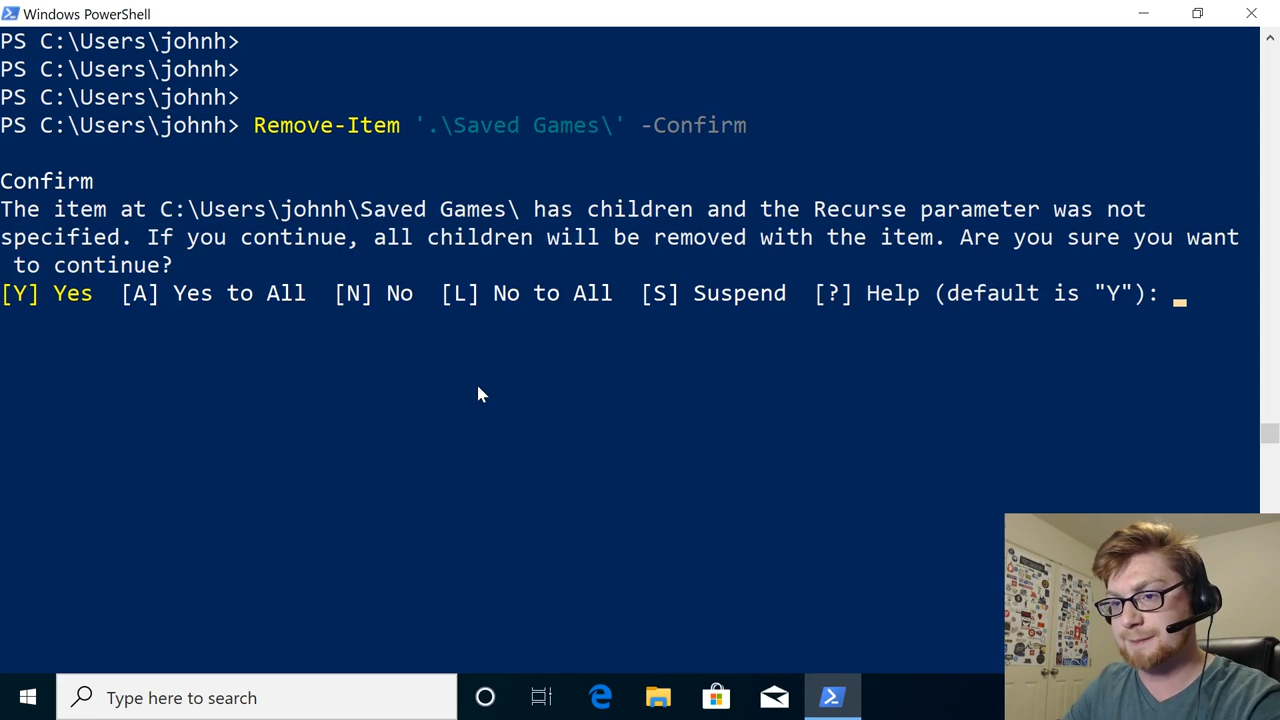 Windows PowerShell
PS C:\Users\johnh>
PS C:\Users\johnh>
PS C:\Users\johnh>
PS C:\Users\johnh> Remove-Item '.\Saved Games\' -Confirm
Confirm
The item at C:\Users\johnh\Saved Games\ has children and the Recurse parameter was not
specified. If you continue, all children will be removed with the item. Are you sure you want
 to continue?
[Y] Yes  [A] Yes to All  [N] No  [L] No to All  [S] Suspend  [?] Help (default is "Y"):
Type here to search